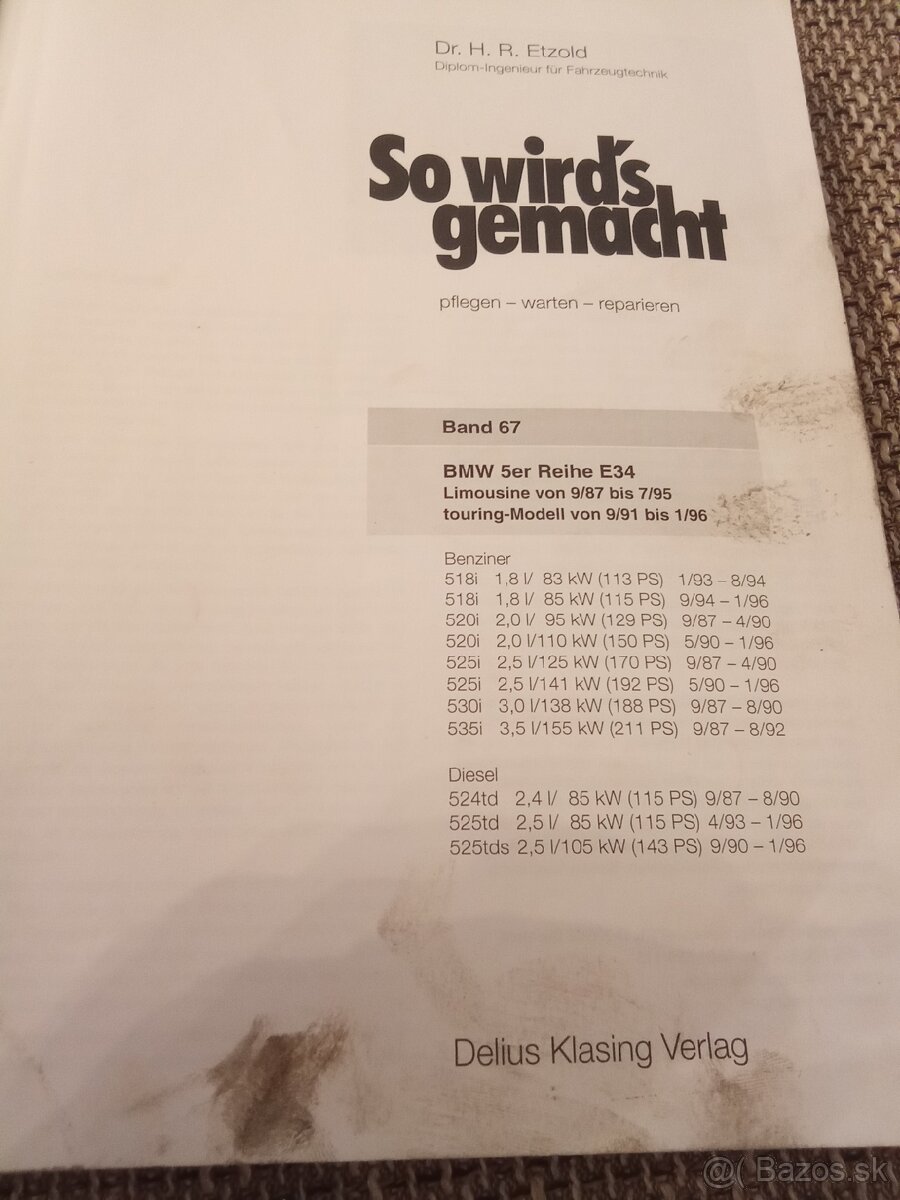 Dr. H. R. Etzold
Diplom-Ingenieur für Fahrzeugtechnik
So wird's
gemacht
pflegen – warten – reparieren
Band 67
BMW 5er Reihe E34
Limousine von 9/87 bis 7/95
touring-Modell von 9/91 bis 1/96
Benziner
518i 1,8 l/ 83 kW (113 PS) 1/93 – 8/94
518i 1,8 l/ 85 kW (115 PS) 9/94 – 1/96
520i 2,0 l/ 95 kW (129 PS) 9/87 – 4/90
520i 2,0 l/110 kW (150 PS) 5/90 – 1/96
525i 2,5 l/125 kW (170 PS) 9/87 – 4/90
525i 2,5 l/141 kW (192 PS) 5/90 – 1/96
530i 3,0 l/138 kW (188 PS) 9/87 – 8/90
535i 3,5 l/155 kW (211 PS) 9/87 – 8/92
Diesel
524td 2,4 l/ 85 kW (115 PS) 9/87 – 8/90
525td 2,5 l/ 85 kW (115 PS) 4/93 – 1/96
525tds 2,5 l/105 kW (143 PS) 9/90 – 1/96
Delius Klasing Verlag
@( Bazos.sk